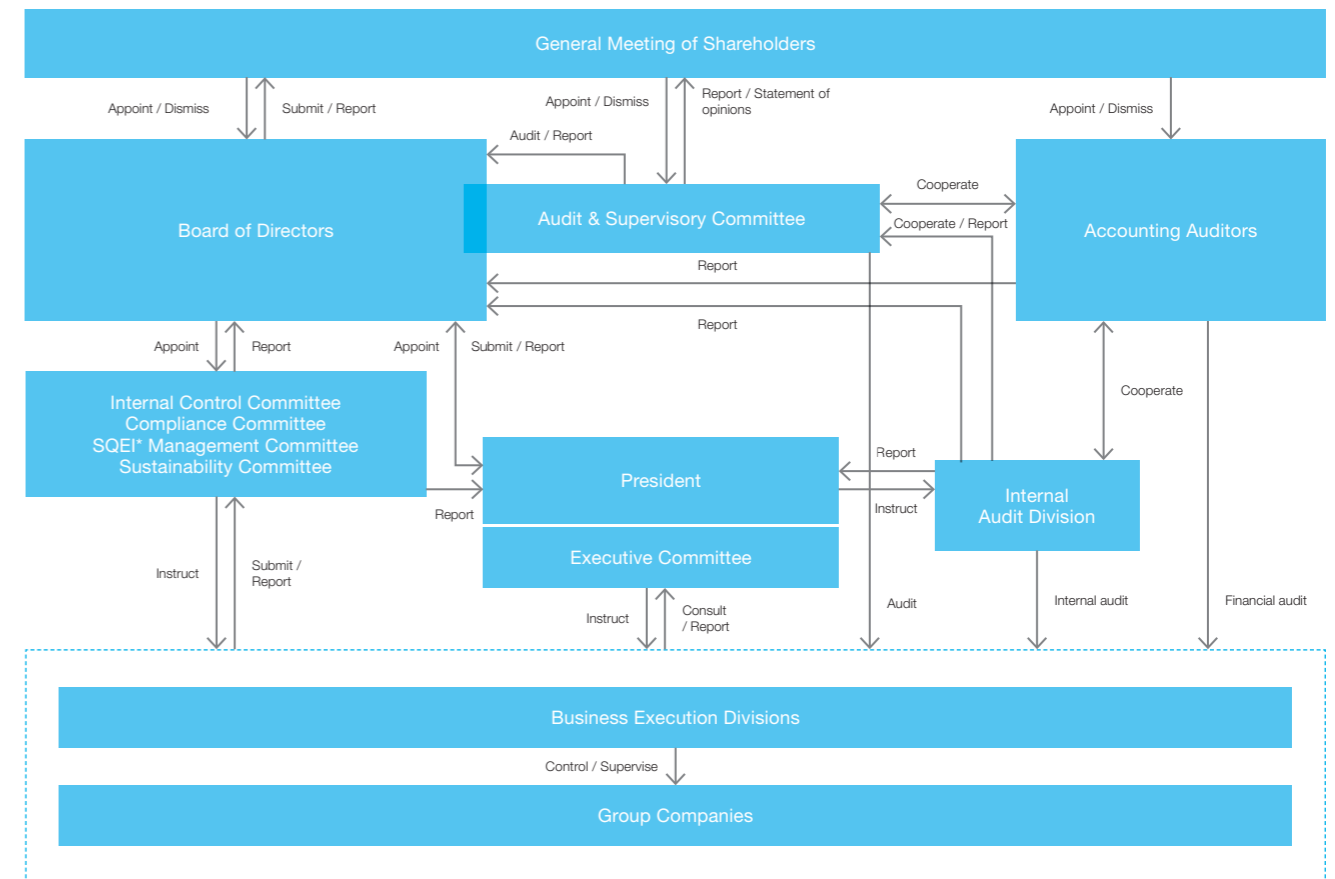 General Meeting of Shareholders
Appoint / Dismiss
Submit / Report
Appoint / Dismiss
Report / Statement of
opinions
Appoint / Dismiss
Audit / Report
Board of Directors
Audit & Supervisory Committee
Cooperate
Cooperate / Report
Accounting Auditors
Report
Report
Appoint
Report
Appoint
Submit / Report
Cooperate
Internal Control Committee
Compliance Committee
SQEI* Management Committee
Sustainability Committee
Report
President
Report
Instruct
Internal
Audit Division
Executive Committee
Instruct
Submit /
Report
Instruct
Consult
/ Report
Audit
Internal audit
Financial audit
Business Execution Divisions
Control / Supervise
Group Companies